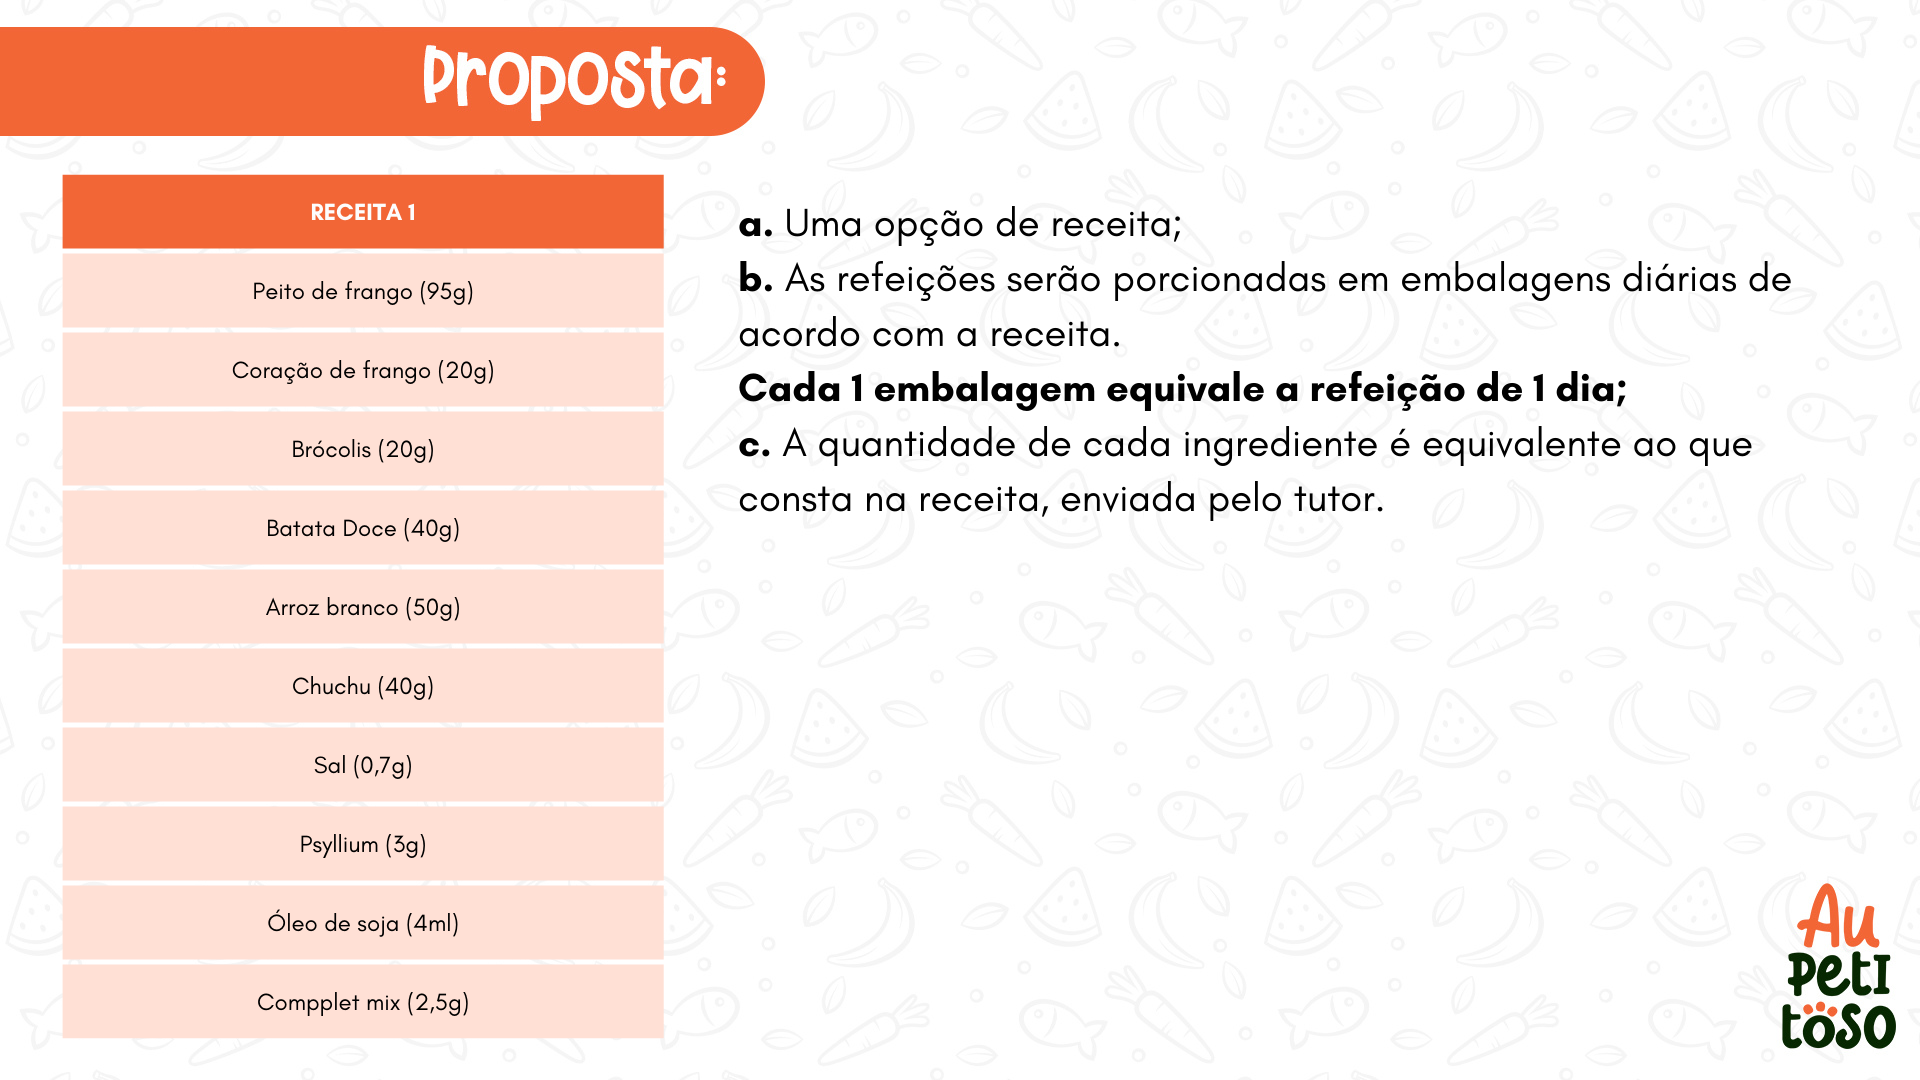 Proposta:
RECEITA 1
Peito de frango (95g)
Coração de frango (20g)
Brócolis (20g)
Batata Doce (40g)
Arroz branco (50g)
Chuchu (40g)
Sal (0,7g)
Psyllium (3g)
Óleo de soja (4ml)
Compplet mix (2,5g)
a. Uma opção de receita;
b. As refeições serão porcionadas em embalagens diárias de
acordo com a receita.
Cada 1 embalagem equivale a refeição de 1 dia;
c. A quantidade de cada ingrediente é equivalente ao que
consta na receita, enviada pelo tutor.
Au
Peti
toso